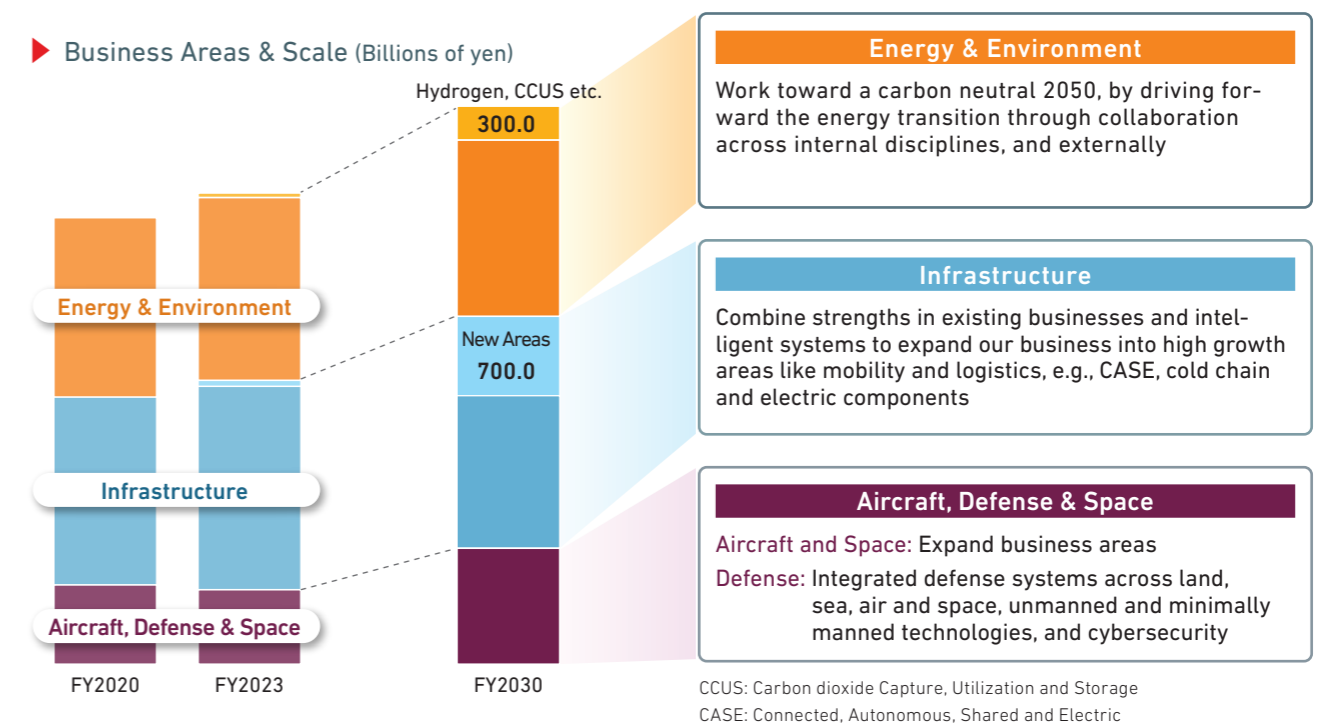 Business Areas & Scale (Billions of yen)
Hydrogen, CCUS etc.
300.0
New Areas
700.0
Energy & Environment
Infrastructure
Aircraft, Defense & Space
FY2020
FY2023
FY2030
Energy & Environment
Work toward a carbon neutral 2050, by driving for-
ward the energy transition through collaboration
across internal disciplines, and externally
Infrastructure
Combine strengths in existing businesses and intel-
ligent systems to expand our business into high growth
areas like mobility and logistics, e.g., CASE, cold chain
and electric components
Aircraft, Defense & Space
Aircraft and Space: Expand business areas
Defense: Integrated defense systems across land,
sea, air and space, unmanned and minimally
manned technologies, and cybersecurity
CCUS: Carbon dioxide Capture, Utilization and Storage
CASE: Connected, Autonomous, Shared and Electric